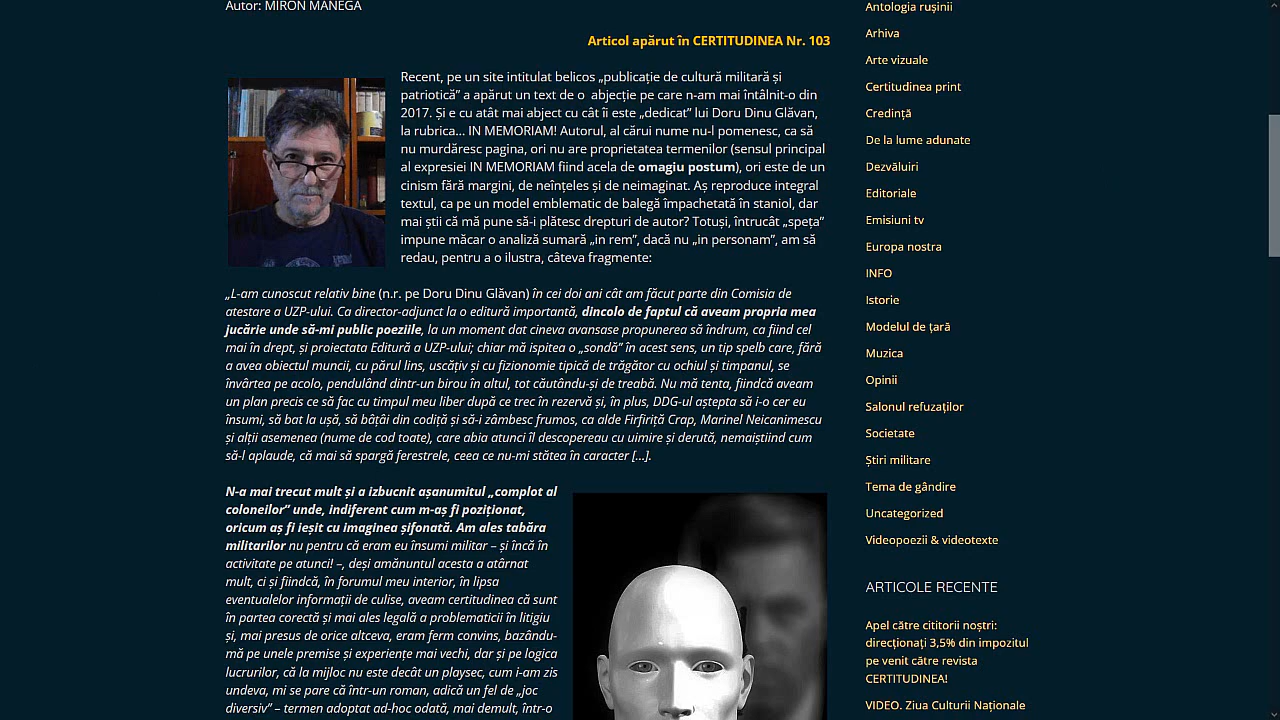 Autor: MIRON MANEGA
Articol apărut în CERTITUDINEA Nr. 103
Recent, pe un site intitulat belicos „publicație de cultură militară și
patriotică” a apărut un text de o  abjecție pe care n-am mai întâlnit-o din
2017. Și e cu atât mai abject cu cât îi este „dedicat” lui Doru Dinu Glăvan,
la rubrica… IN MEMORIAM! Autorul, al cărui nume nu-l pomenesc, ca să
nu murdăresc pagina, ori nu are proprietatea termenilor (sensul principal
al expresiei IN MEMORIAM fiind acela de omagiu postum), ori este de un
cinism fără margini, de neînțeles și de neimaginat. Aș reproduce integral
textul, ca pe un model emblematic de balegă împachetată în staniol, dar
mai știi că mă pune să-i plătesc drepturi de autor? Totuși, întrucât „speța”
impune măcar o analiză sumară „in rem”, dacă nu „in personam”, am să
redau, pentru a o ilustra, câteva fragmente:
„L-am cunoscut relativ bine (n.r. pe Doru Dinu Glăvan) în cei doi ani cât am făcut parte din Comisia de
atestare a UZP-ului. Ca director-adjunct la o editură importantă, dincolo de faptul că aveam propria mea
jucărie unde să-mi public poeziile, la un moment dat cineva avansase propunerea să îndrum, ca fiind cel
mai în drept, și proiectata Editură a UZP-ului; chiar mă ispitea o „sondă” în acest sens, un tip spelb care, fără
a avea obiectul muncii, cu părul lins, uscățiv și cu fizionomie tipică de trăgător cu ochiul și timpanul, se
învârtea pe acolo, pendulând dintr-un birou în altul, tot căutându-și de treabă. Nu mă tenta, fiindcă aveam
un plan precis ce să fac cu timpul meu liber după ce trec în rezervă și, în plus, DDG-ul aștepta să i-o cer eu
însumi, să bat la ușă, să bâțâi din codiță și să-i zâmbesc frumos, ca alde Firfiriță Crap, Marinel Neicanimescu
și alții asemenea (nume de cod toate), care abia atunci îl descopereau cu uimire și derută, nemaiștiind cum
să-l aplaude, că mai să spargă ferestrele, ceea ce nu-mi stătea în caracter […].
N-a mai trecut mult și a izbucnit așanumitul „complot al
coloneilor” unde, indiferent cum m-aș fi poziționat,
oricum aș fi ieșit cu imaginea șifonată. Am ales tabăra
militarilor nu pentru că eram eu însumi militar – și încă în
activitate pe atunci! –, deși amănuntul acesta a atârnat
mult, ci și fiindcă, în forumul meu interior, în lipsa
eventualelor informații de culise, aveam certitudinea că sunt
în partea corectă și mai ales legală a problematicii în litigiu
și, mai presus de orice altceva, eram ferm convins, bazându-
mă pe unele premise și experiențe mai vechi, dar și pe logica
lucrurilor, că la mijloc nu este decât un playsec, cum i-am zis
undeva, mi se pare că într-un roman, adică un fel de „joc
diversiv” – termen adoptat ad-hoc odată, mai demult, într-o
Antologia rușinii
Arhiva
Arte vizuale
Certitudinea print
Credință
De la lume adunate
Dezvăluiri
Editoriale
Emisiuni tv
Europa nostra
INFO
Istorie
Modelul de țară
Muzica
Opinii
Salonul refuzaților
Societate
Știri militare
Tema de gândire
Uncategorized
Videopoezii & videotexte
ARTICOLE RECENTE
Apel către cititorii noștri:
direcționați 3,5% din impozitul
pe venit către revista
CERTITUDINEA!
VIDEO. Ziua Culturii Naționale